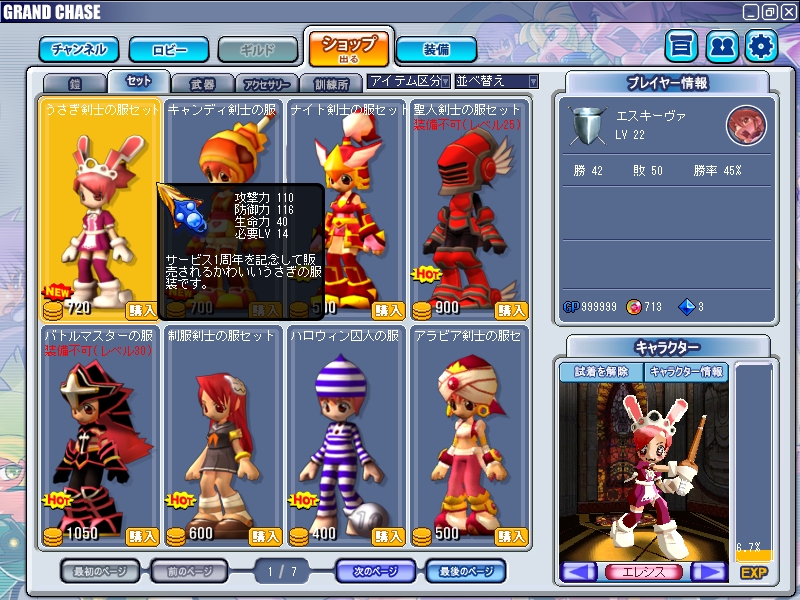 GRAND CHASE
チャンネル
ロビー
ギルド
ショップ
出る
装備
鎧
セット
武器
アクセサリー
訓練所
アイテム区分
並べ替え
うさぎ剣士の服セット
キャンディ剣士の服
ナイト剣士の服セット
聖人剣士の服セット
装備不可(レベル25)
攻撃力 110
防御力 116
生命力 40
必要LV 14
サービス1周年を記念して販
売されるかわいいうさぎの服
装です。
NEW
720
購入
700
購入
500
購入
HOT
900
購入
バトルマスターの服
装備不可(レベル30)
制服剣士の服セット
ハロウィン囚人の服
アラビア剣士の服セ
HOT
1050
購入
HOT
600
購入
HOT
400
購入
500
購入
最初のページ
前のページ
1 / 7
次のページ
最後のページ
プレイヤー情報
エスキーヴァ
LV 22
勝 42 敗 50 勝率 45%
GP 999999 713 3
キャラクター
試着を解除
キャラクター情報
エレシス
6.7%
EXP